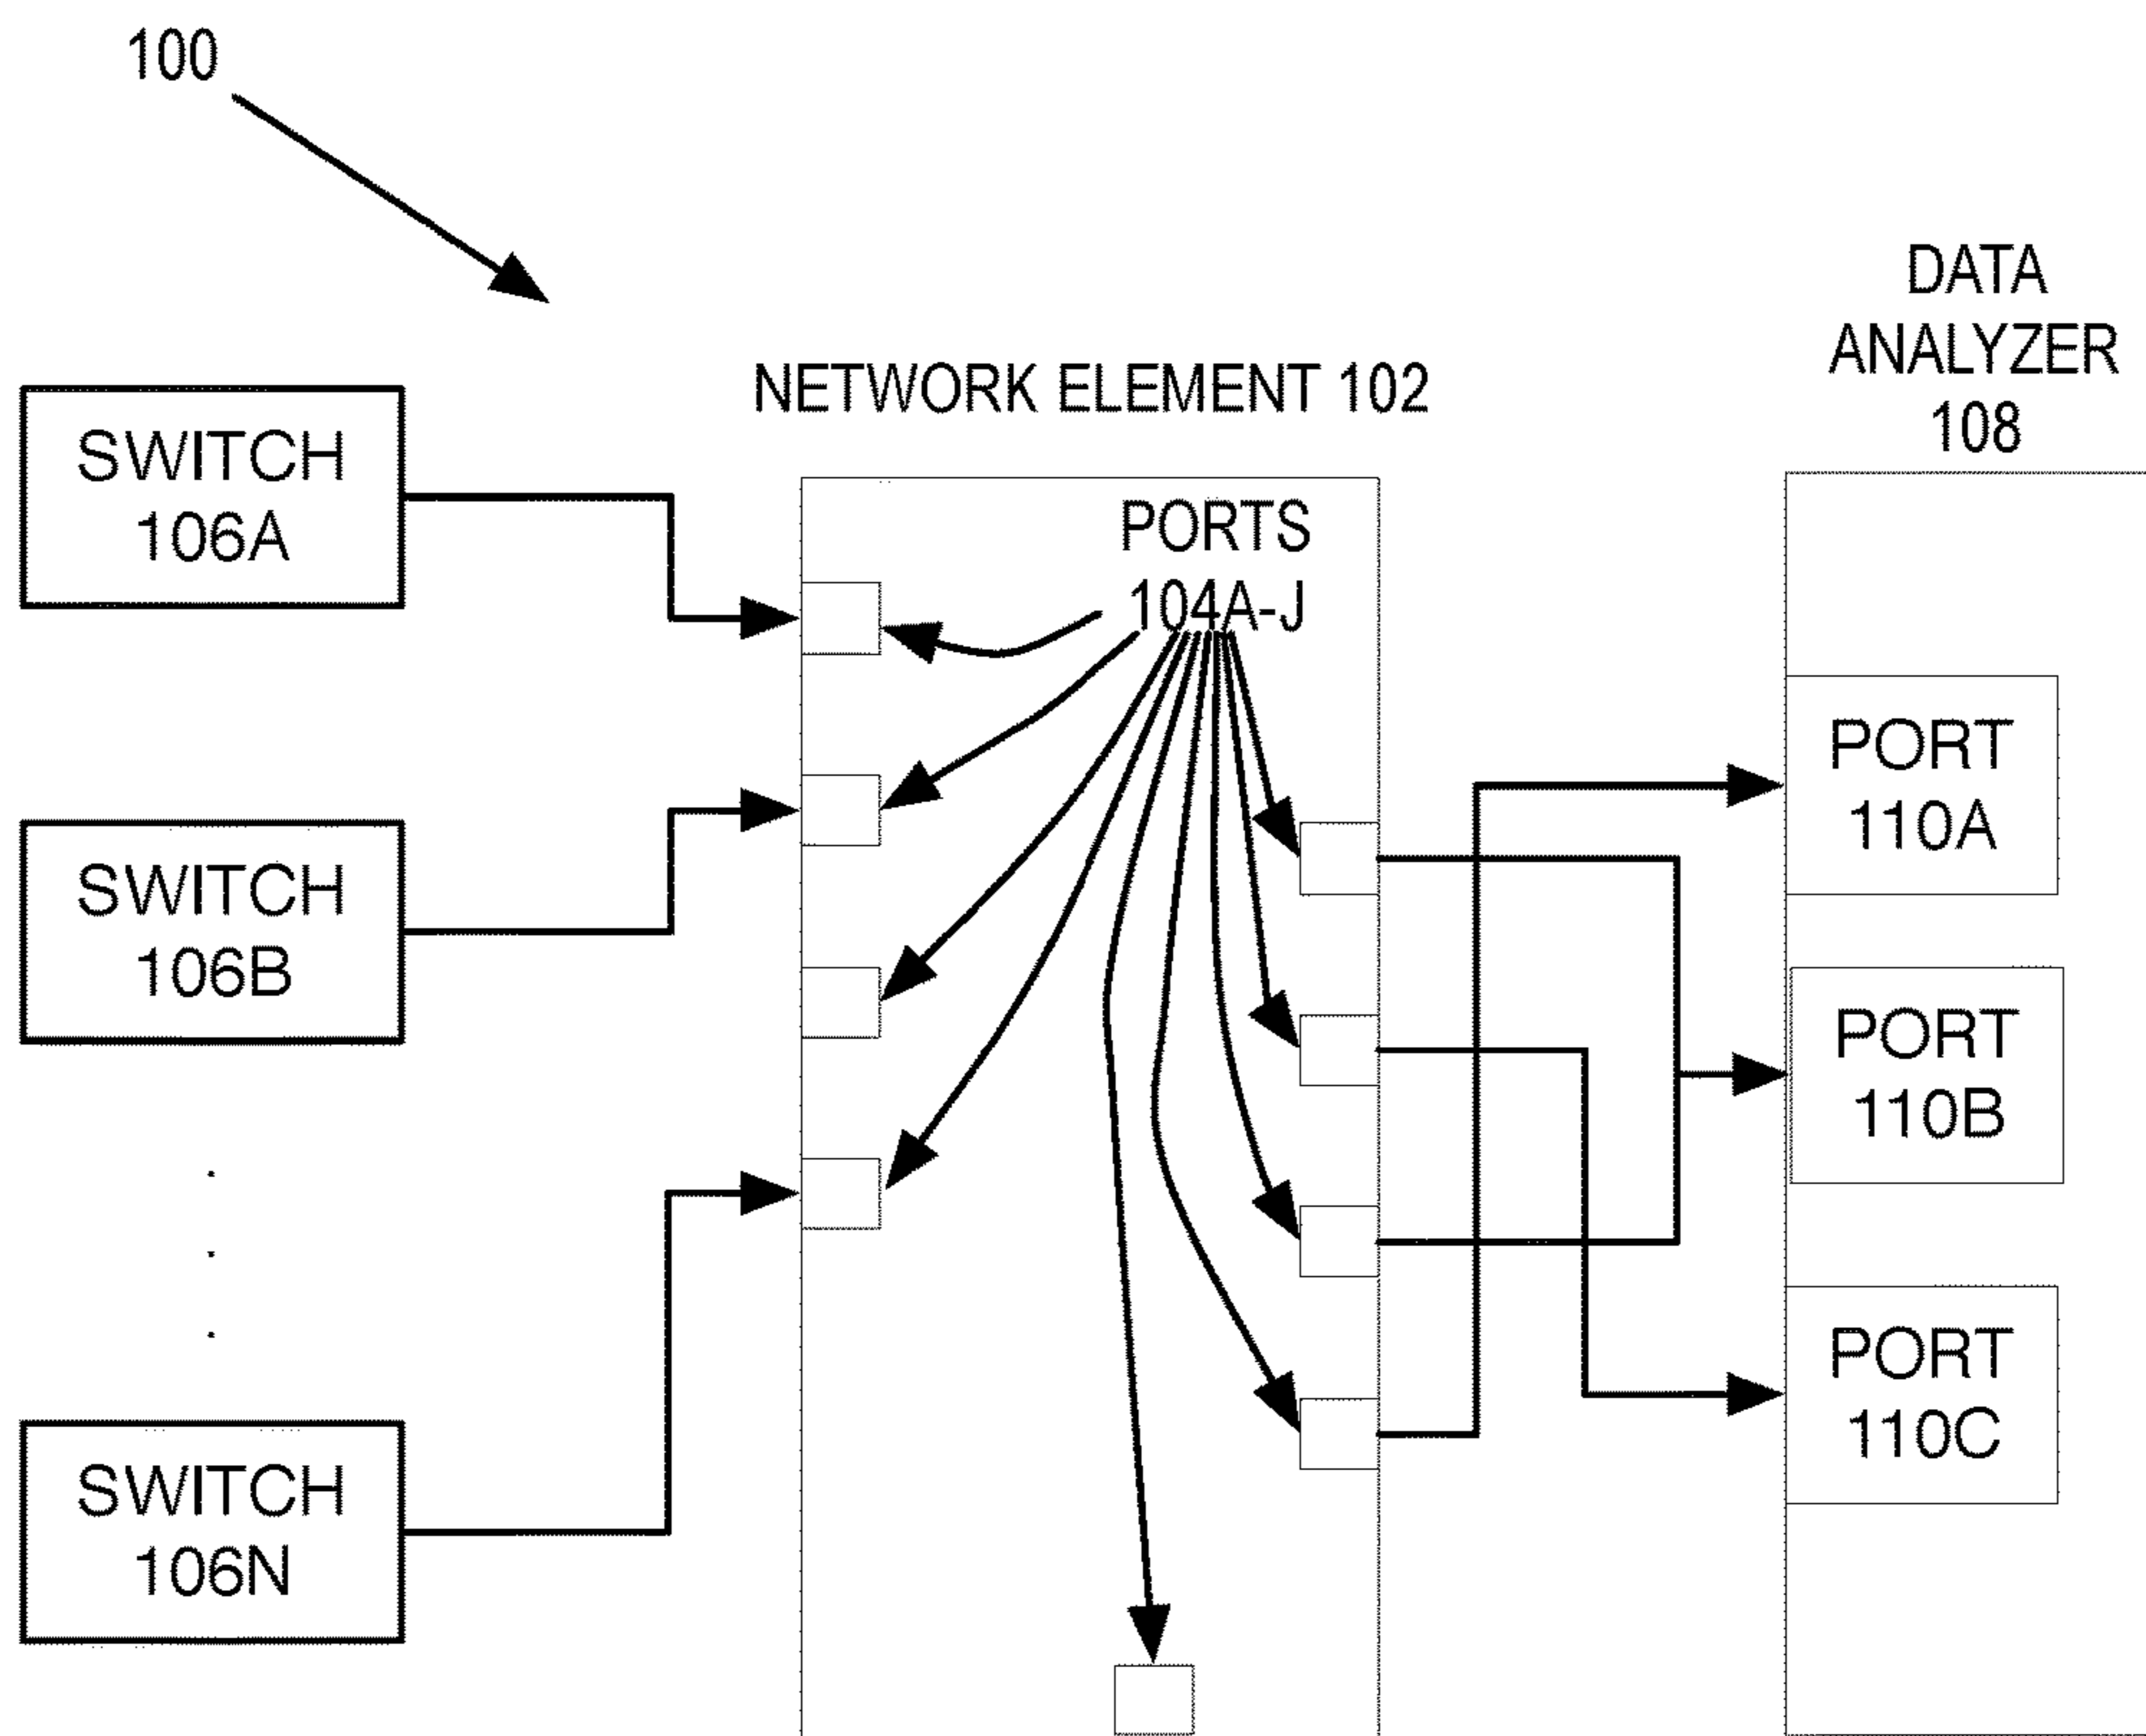 100
DATA
ANALYZER
108
NETWORK ELEMENT 102
SWITCH
106A
PORTS
104A-J
PORT
110A
SWITCH
106B
PORT
110B
PORT
110C
SWITCH
106N